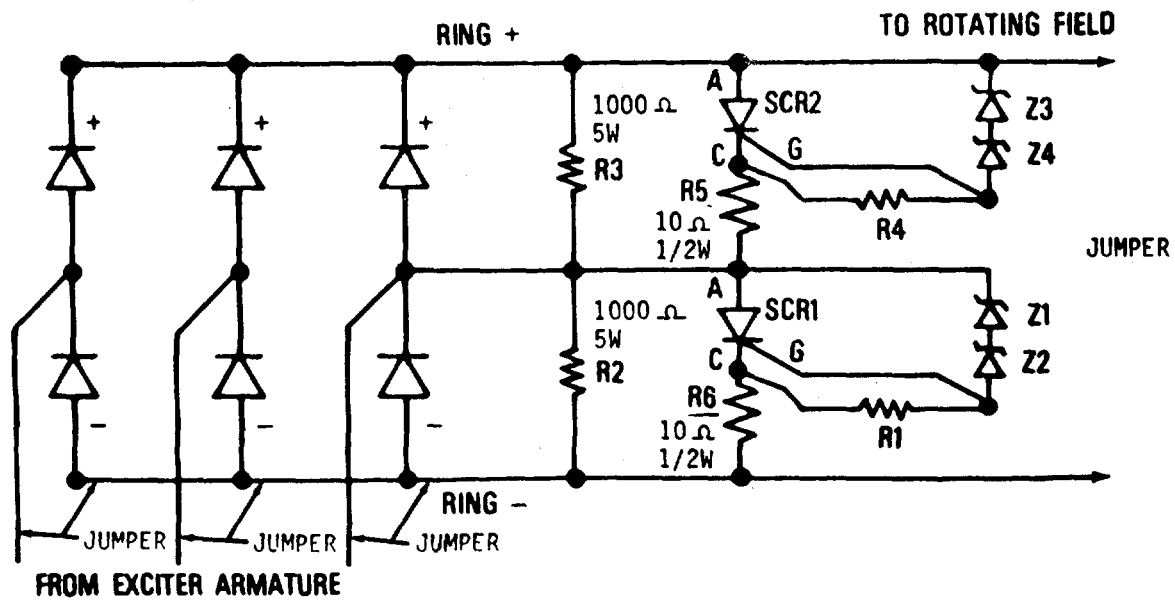 RING +
TO ROTATING FIELD
+
+
+
1000 Ω
5W
R3
A
SCR2
C
G
R5
10 Ω
1/2W
R4
Z3
Z4
JUMPER
1000 Ω
5W
R2
A
SCR1
C
G
R6
10 Ω
1/2W
R1
Z1
Z2
-
-
-
RING -
JUMPER
JUMPER
JUMPER
FROM EXCITER ARMATURE